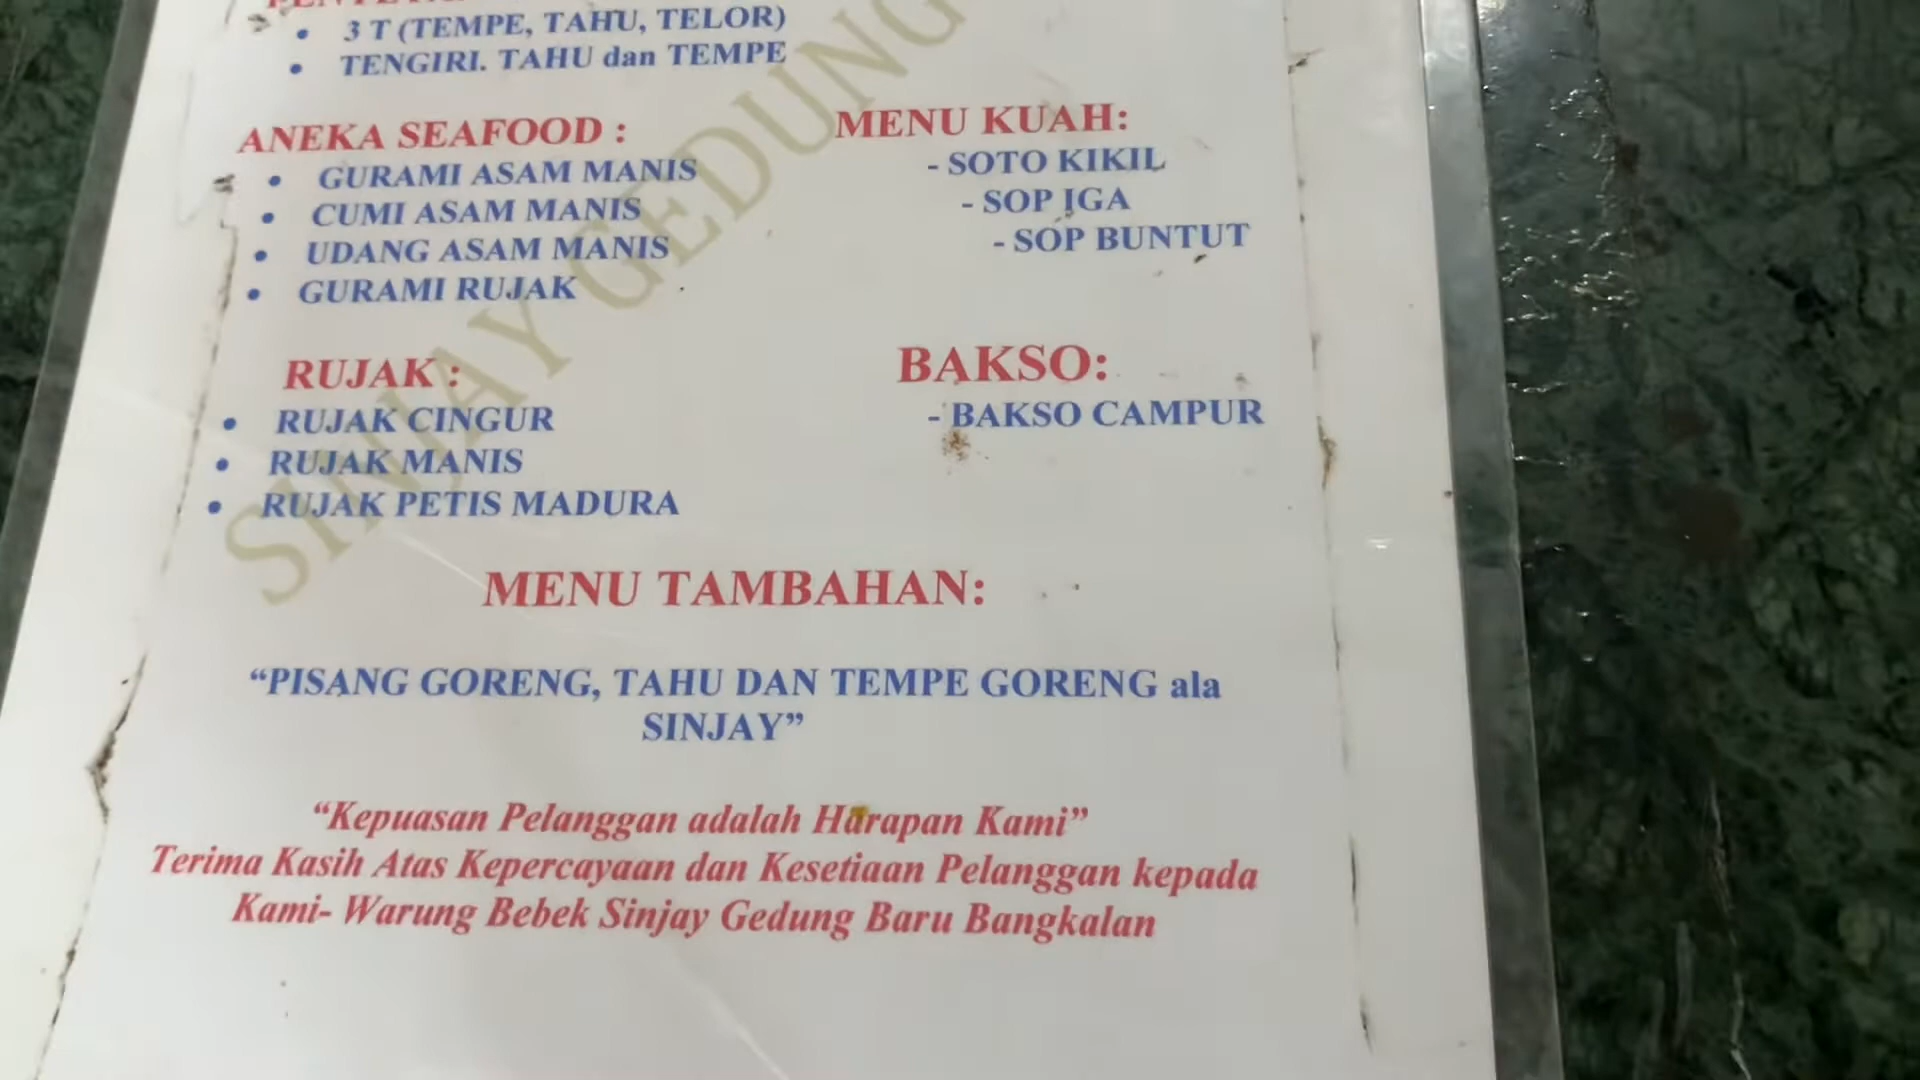 3 T (TEMPE, TAHU, TELOR)
TENGIRI. TAHU dan TEMPE
ANEKA SEAFOOD :
GURAMI ASAM MANIS
CUMI ASAM MANIS
UDANG ASAM MANIS
GURAMI RUJAK
MENU KUAH:
- SOTO KIKIL
- SOP IGA
- SOP BUNTUT
RUJAK :
RUJAK CINGUR
RUJAK MANIS
RUJAK PETIS MADURA
BAKSO:
- BAKSO CAMPUR
MENU TAMBAHAN:
“PISANG GORENG, TAHU DAN TEMPE GORENG ala
SINJAY”
“Kepuasan Pelanggan adalah Harapan Kami”
Terima Kasih Atas Kepercayaan dan Kesetiaan Pelanggan kepada
Kami- Warung Bebek Sinjay Gedung Baru Bangkalan
SINJAY GEDUNG